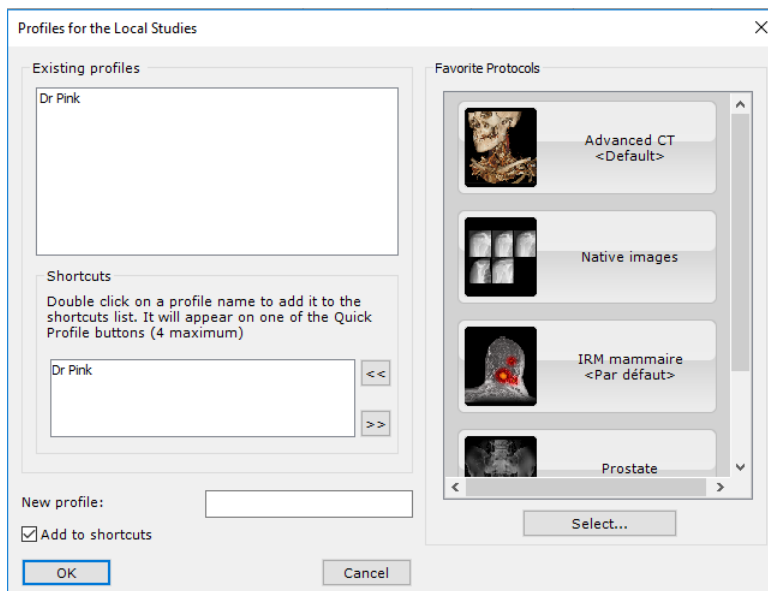 Profiles for the Local Studies
Existing profiles
Dr Pink
Shortcuts
Double click on a profile name to add it to the
shortcuts list. It will appear on one of the Quick
Profile buttons (4 maximum)
Dr Pink
<<
>>
New profile:
Add to shortcuts
OK
Cancel
Favorite Protocols
Advanced CT
<Default>
Native images
IRM mammaire
<Par défaut>
Prostate
Select...